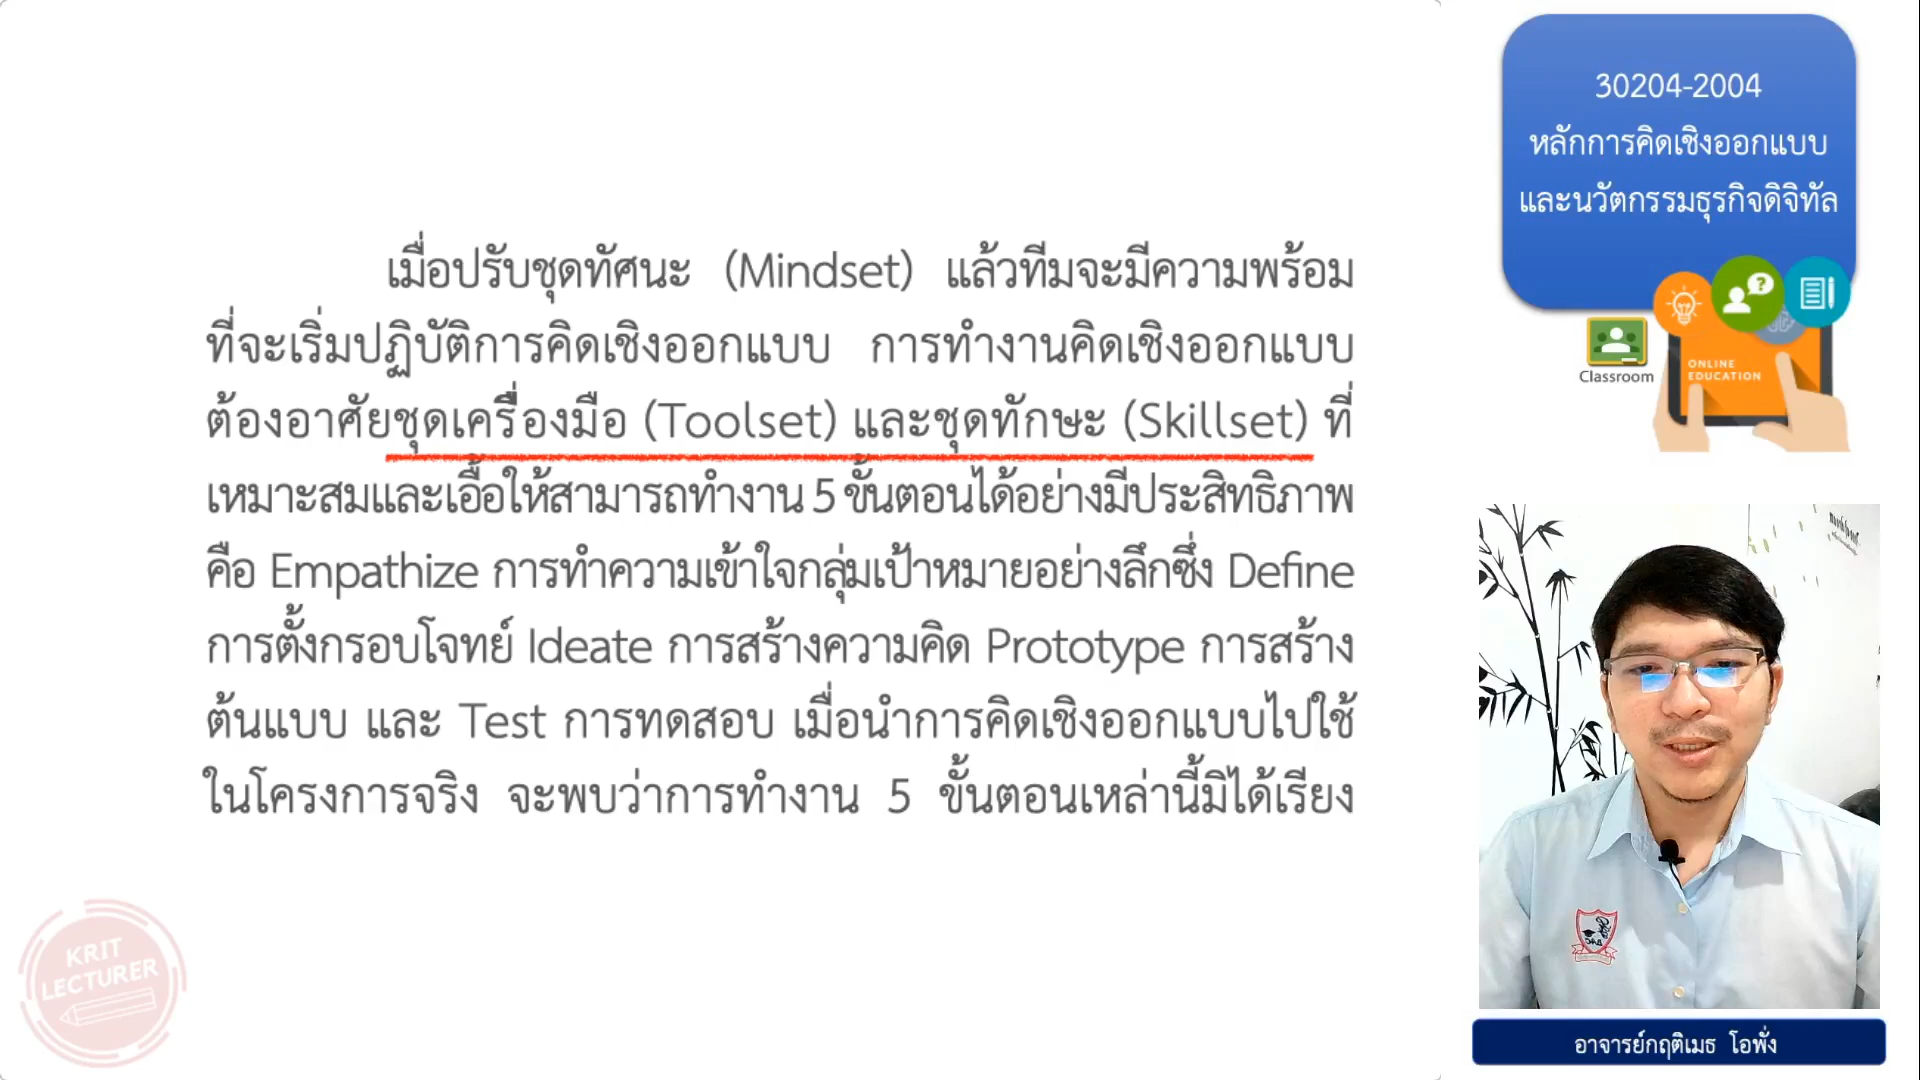 เมื่อปรับชุดทัศนะ (Mindset) แล้วทีมจะมีความพร้อม
ที่จะเริ่มปฏิบัติการคิดเชิงออกแบบ การทำงานคิดเชิงออกแบบ
ต้องอาศัยชุดเครื่องมือ (Toolset) และชุดทักษะ (Skillset) ที่
เหมาะสมและเอื้อให้สามารถทำงาน 5 ขั้นตอนได้อย่างมีประสิทธิภาพ
คือ Empathize การทำความเข้าใจกลุ่มเป้าหมายอย่างลึกซึ่ง Define
การตั้งกรอบโจทย์ Ideate การสร้างความคิด Prototype การสร้าง
ต้นแบบ และ Test การทดสอบ เมื่อนำการคิดเชิงออกแบบไปใช้
ในโครงการจริง จะพบว่าการทำงาน 5 ขั้นตอนเหล่านี้มิได้เรียง
KRIT
LECTURER
30204-2004
หลักการคิดเชิงออกแบบ
และนวัตกรรมธุรกิจดิจิทัล
?
Classroom
ONLINE
EDUCATION
อาจารย์กฤติเมธ โอพั่ง